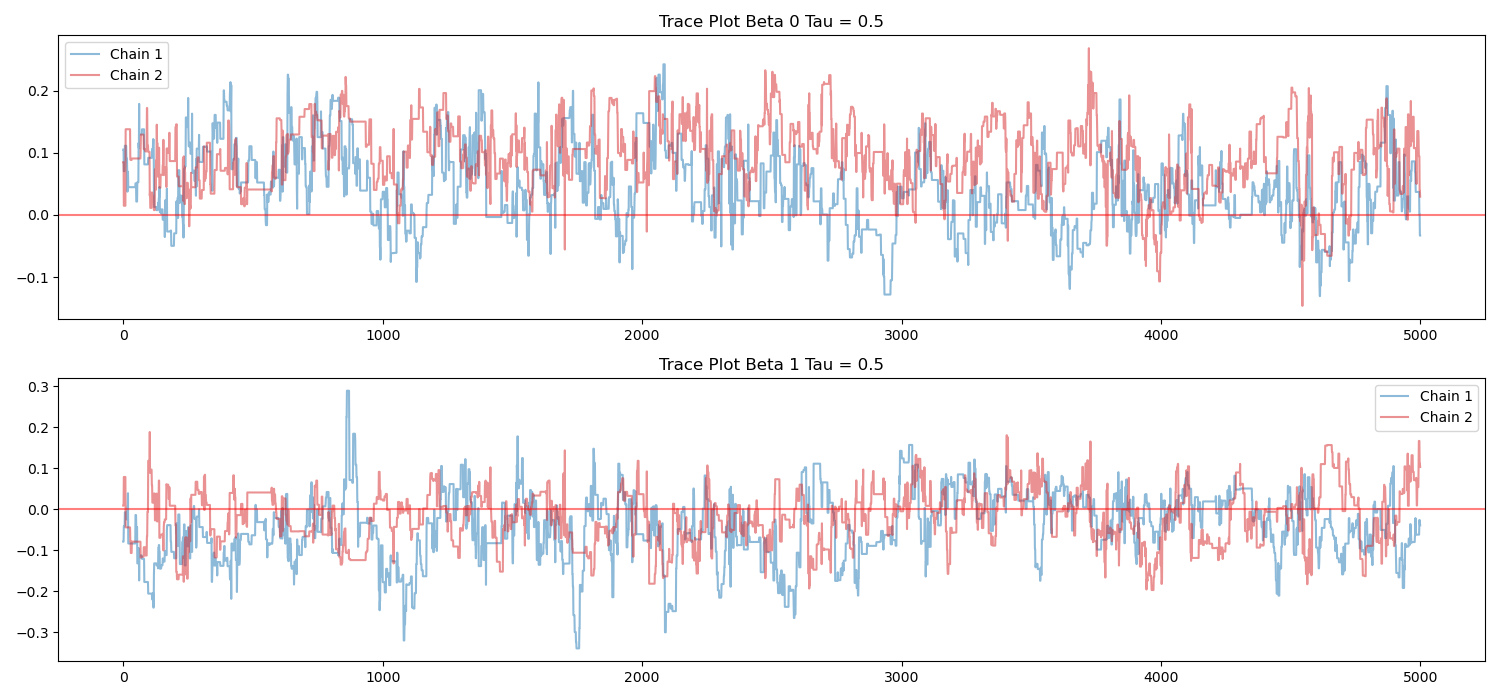 Trace Plot Beta 0 Tau = 0.5
Chain 1
Chain 2
0.2
0.1
0.0
−0.1
0 1000 2000 3000 4000 5000
Trace Plot Beta 1 Tau = 0.5
Chain 1
Chain 2
0.3
0.2
0.1
0.0
−0.1
−0.2
−0.3
0 1000 2000 3000 4000 5000